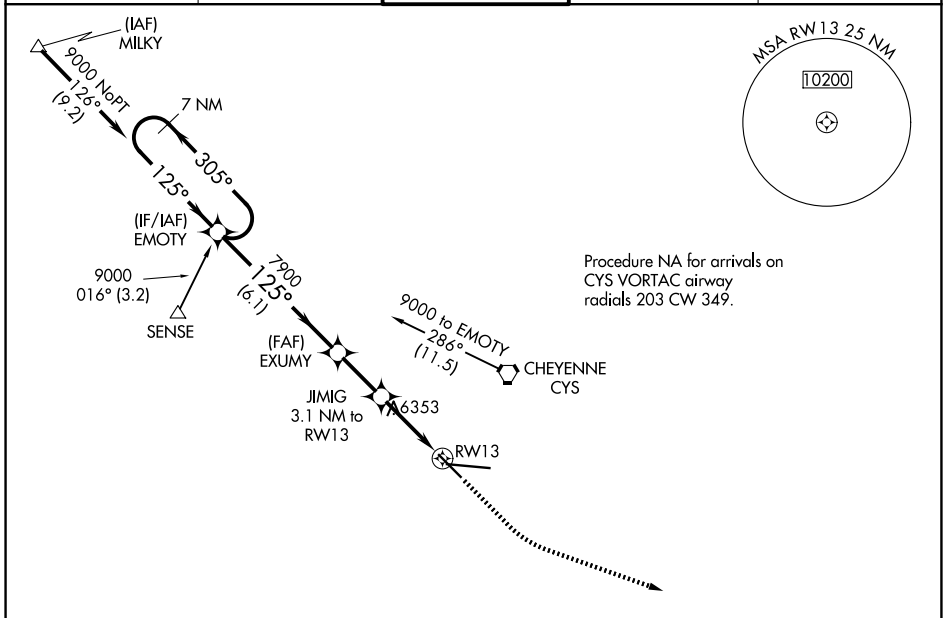 (IAF)
MILKY
9000 NoPT
126°
(9.2)
7 NM
305°
125°
(IF/IAF)
EMOTY
9000
016° (3.2)
SENSE
7900
125°
(6.1)
(FAF)
EXUMY
JIMIG
3.1 NM to
RW13
6353
RW13
9000 to EMOTY
286°
(11.5)
CHEYENNE
CYS
MSA RW13 25 NM
10200
Procedure NA for arrivals on
CYS VORTAC airway
radials 203 CW 349.